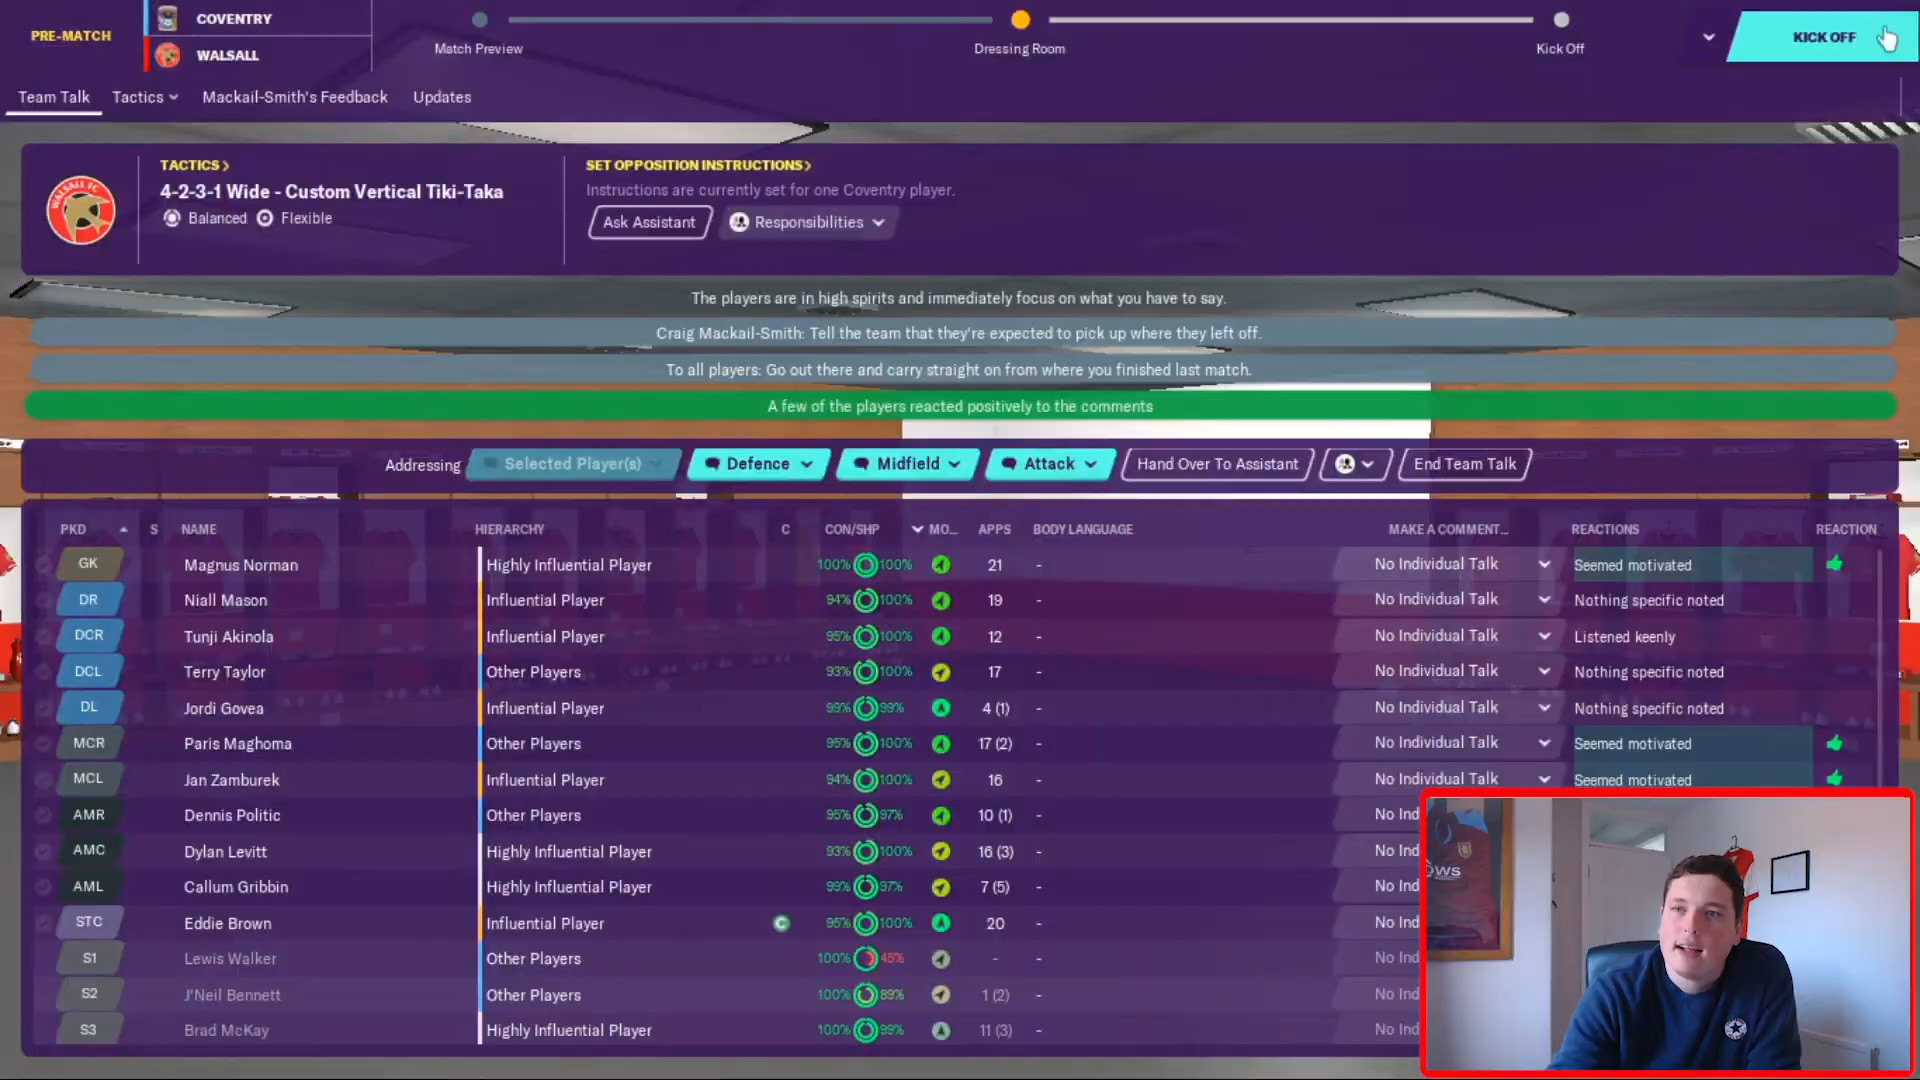 PRE-MATCH
COVENTRY
WALSALL
Match Preview
Dressing Room
Kick Off
KICK OFF
Team Talk
Tactics
Mackail-Smith's Feedback
Updates
WALSALL FC
TACTICS
4-2-3-1 Wide - Custom Vertical Tiki-Taka
Balanced Flexible
SET OPPOSITION INSTRUCTIONS
Instructions are currently set for one Coventry player.
Ask Assistant
Responsibilities
The players are in high spirits and immediately focus on what you have to say.
Craig Mackail-Smith: Tell the team that they're expected to pick up where they left off.
To all players: Go out there and carry straight on from where you finished last match.
A few of the players reacted positively to the comments
Addressing Selected Player(s) Defence Midfield Attack Hand Over To Assistant End Team Talk
PKD S NAME HIERARCHY C CON/SHP MO... APPS BODY LANGUAGE MAKE A COMMENT... REACTIONS REACTION
GK Magnus Norman Highly Influential Player 100% 100% 21 - No Individual Talk Seemed motivated
DR Niall Mason Influential Player 94% 100% 19 - No Individual Talk Nothing specific noted
DCR Tunji Akinola Influential Player 95% 100% 12 - No Individual Talk Listened keenly
DCL Terry Taylor Other Players 93% 100% 17 - No Individual Talk Nothing specific noted
DL Jordi Govea Influential Player 99% 99% 4 (1) - No Individual Talk Nothing specific noted
MCR Paris Maghoma Other Players 95% 100% 17 (2) - No Individual Talk Seemed motivated
MCL Jan Zamburek Influential Player 94% 100% 16 - No Individual Talk Seemed motivated
AMR Dennis Politic Other Players 95% 97% 10 (1) - No Ind
AMC Dylan Levitt Highly Influential Player 93% 100% 16 (3) - No Ind
AML Callum Gribbin Highly Influential Player 99% 97% 7 (5) - No Ind
STC Eddie Brown Influential Player C 95% 100% 20 - No Ind
S1 Lewis Walker Other Players 100% 45% - - No Ind
S2 J'Neil Bennett Other Players 100% 89% 1 (2) - No Ind
S3 Brad McKay Highly Influential Player 100% 99% 11 (3) - No Ind